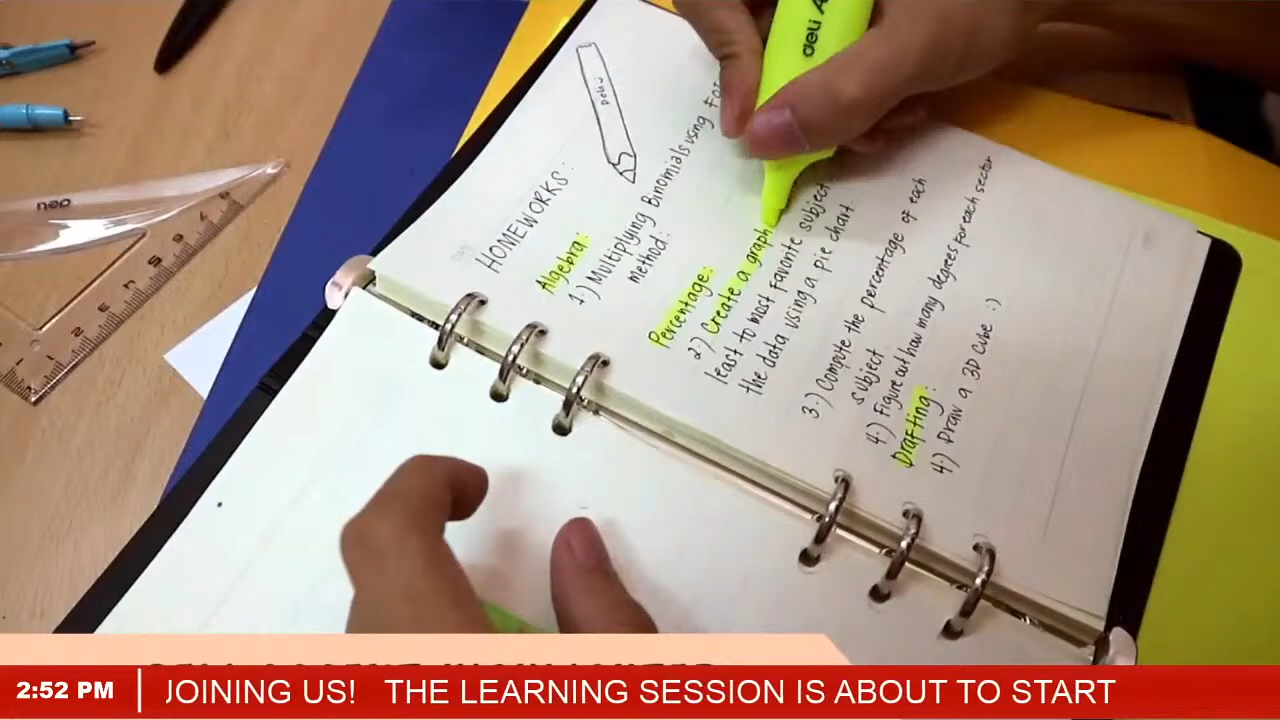 deli
neo
Deli
HOMEWORKS:
Algebra:
1.) Multiplying Binomials using
method:
Percentage:
2.) Create a graph
least to most favorite subject
the data using a pie chart.
3.) Compute the percentage of each
subject
4.) Figure out how many degrees for each sector
Drafting:
4.) Draw a 3D Cube :)
2:52 PM
JOINING US! THE LEARNING SESSION IS ABOUT TO START